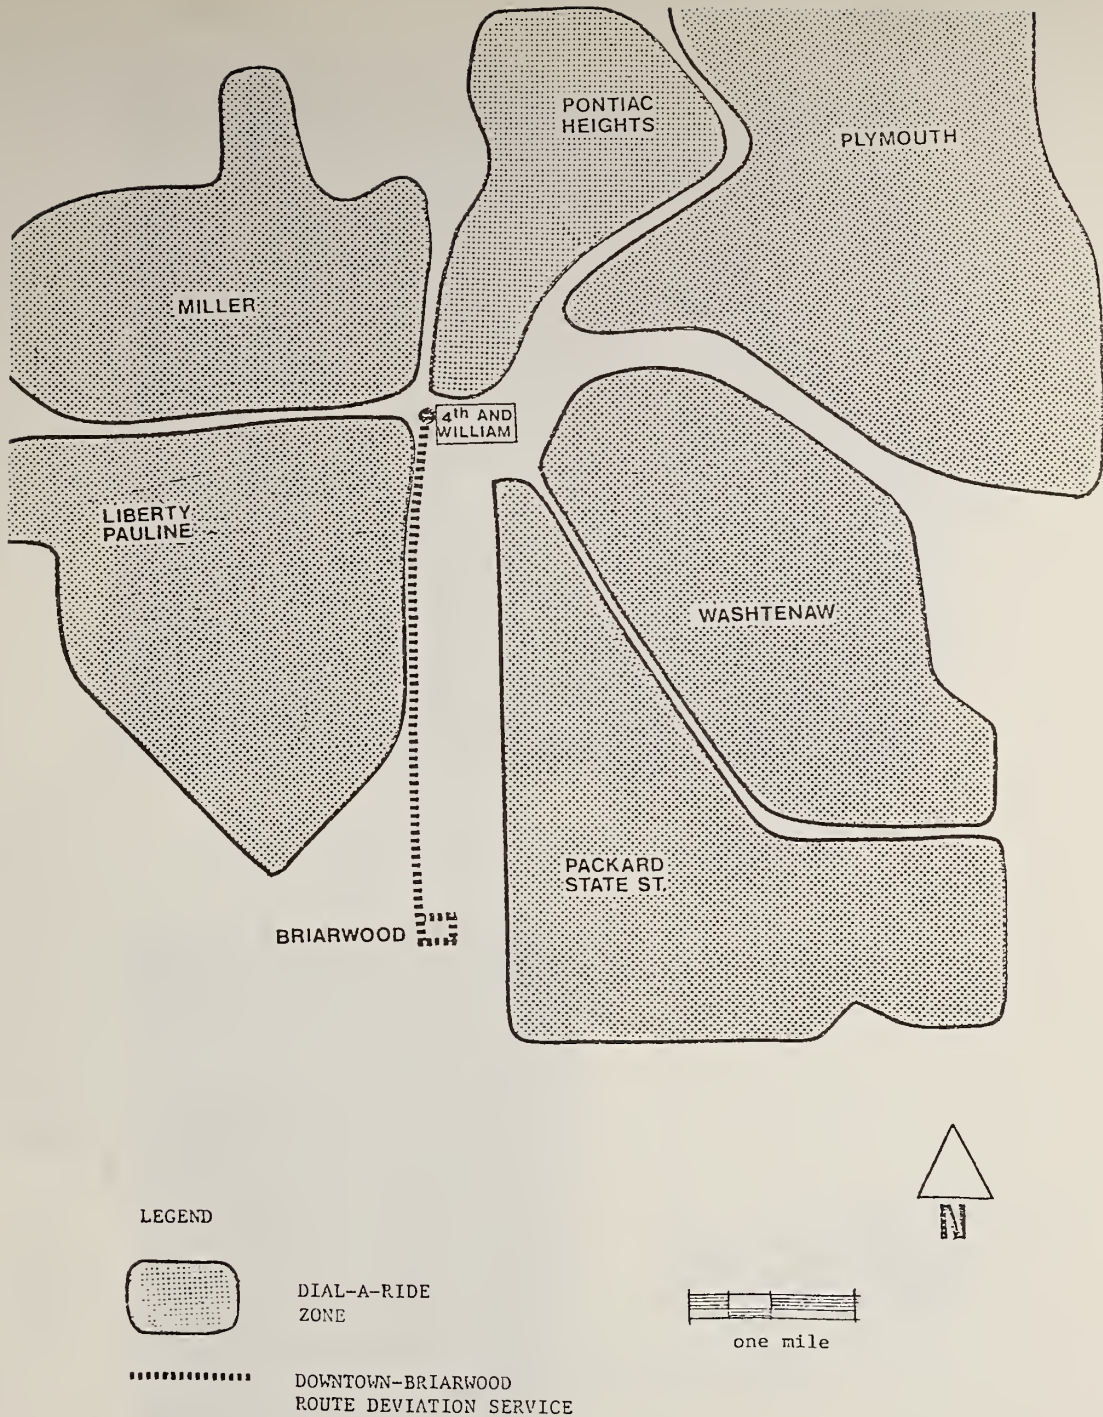 PONTIAC
HEIGHTS
PLYMOUTH
MILLER
4th AND
WILLIAM
LIBERTY
PAULINE
WASHTENAW
PACKARD
STATE ST.
BRIARWOOD
N
LEGEND
DIAL-A-RIDE
ZONE
one mile
DOWNTOWN-BRIARWOOD
ROUTE DEVIATION SERVICE